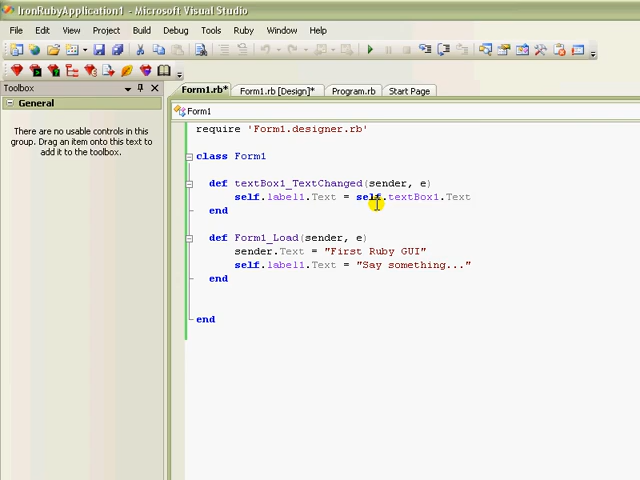 IronRubyApplication1 - Microsoft Visual Studio
File Edit View Project Build Debug Tools Ruby Window Help
Toolbox
General
There are no usable controls in this
group. Drag an item onto this text to
add it to the toolbox.
Form1.rb* Form1.rb [Design]* Program.rb Start Page
Form1
require 'Form1.designer.rb'
class Form1
def textBox1_TextChanged(sender, e)
self.label1.Text = self.textBox1.Text
end
def Form1_Load(sender, e)
sender.Text = "First Ruby GUI"
self.label1.Text = "Say something..."
end
end